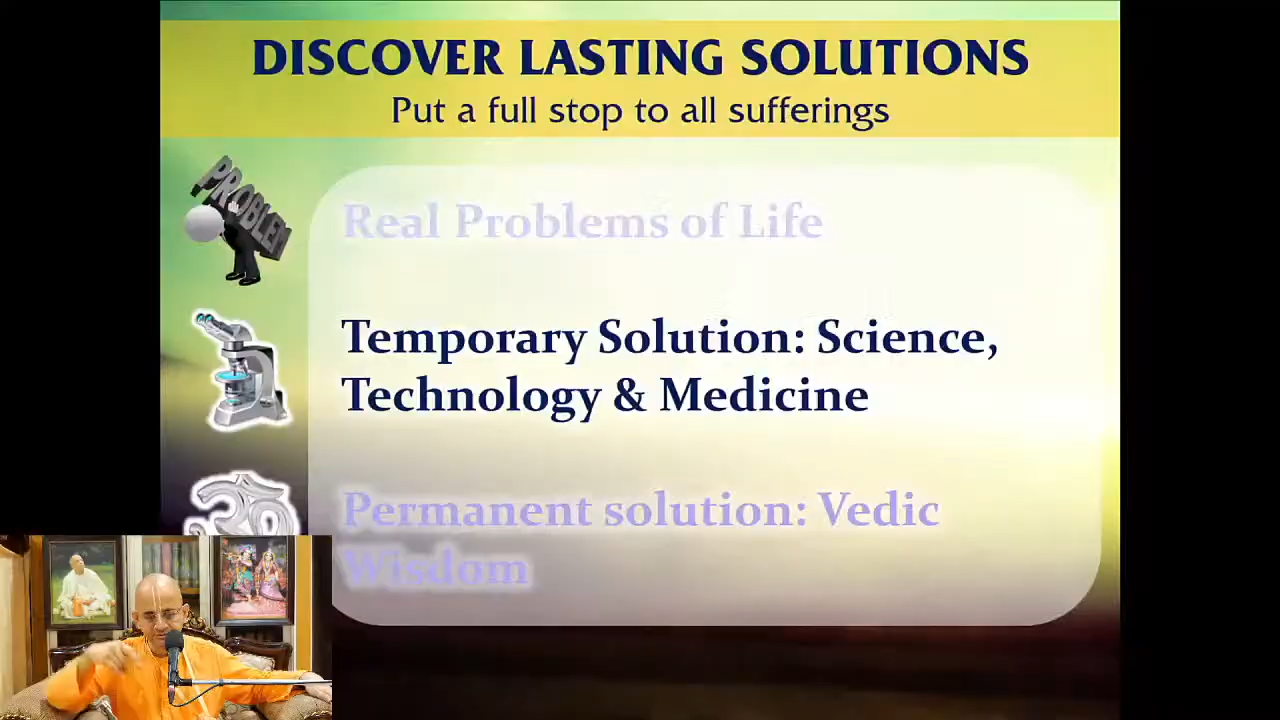 DISCOVER LASTING SOLUTIONS
Put a full stop to all sufferings
PROBLEM
Real Problems of Life
Temporary Solution: Science,
Technology & Medicine
ॐ
Permanent solution: Vedic
Wisdom